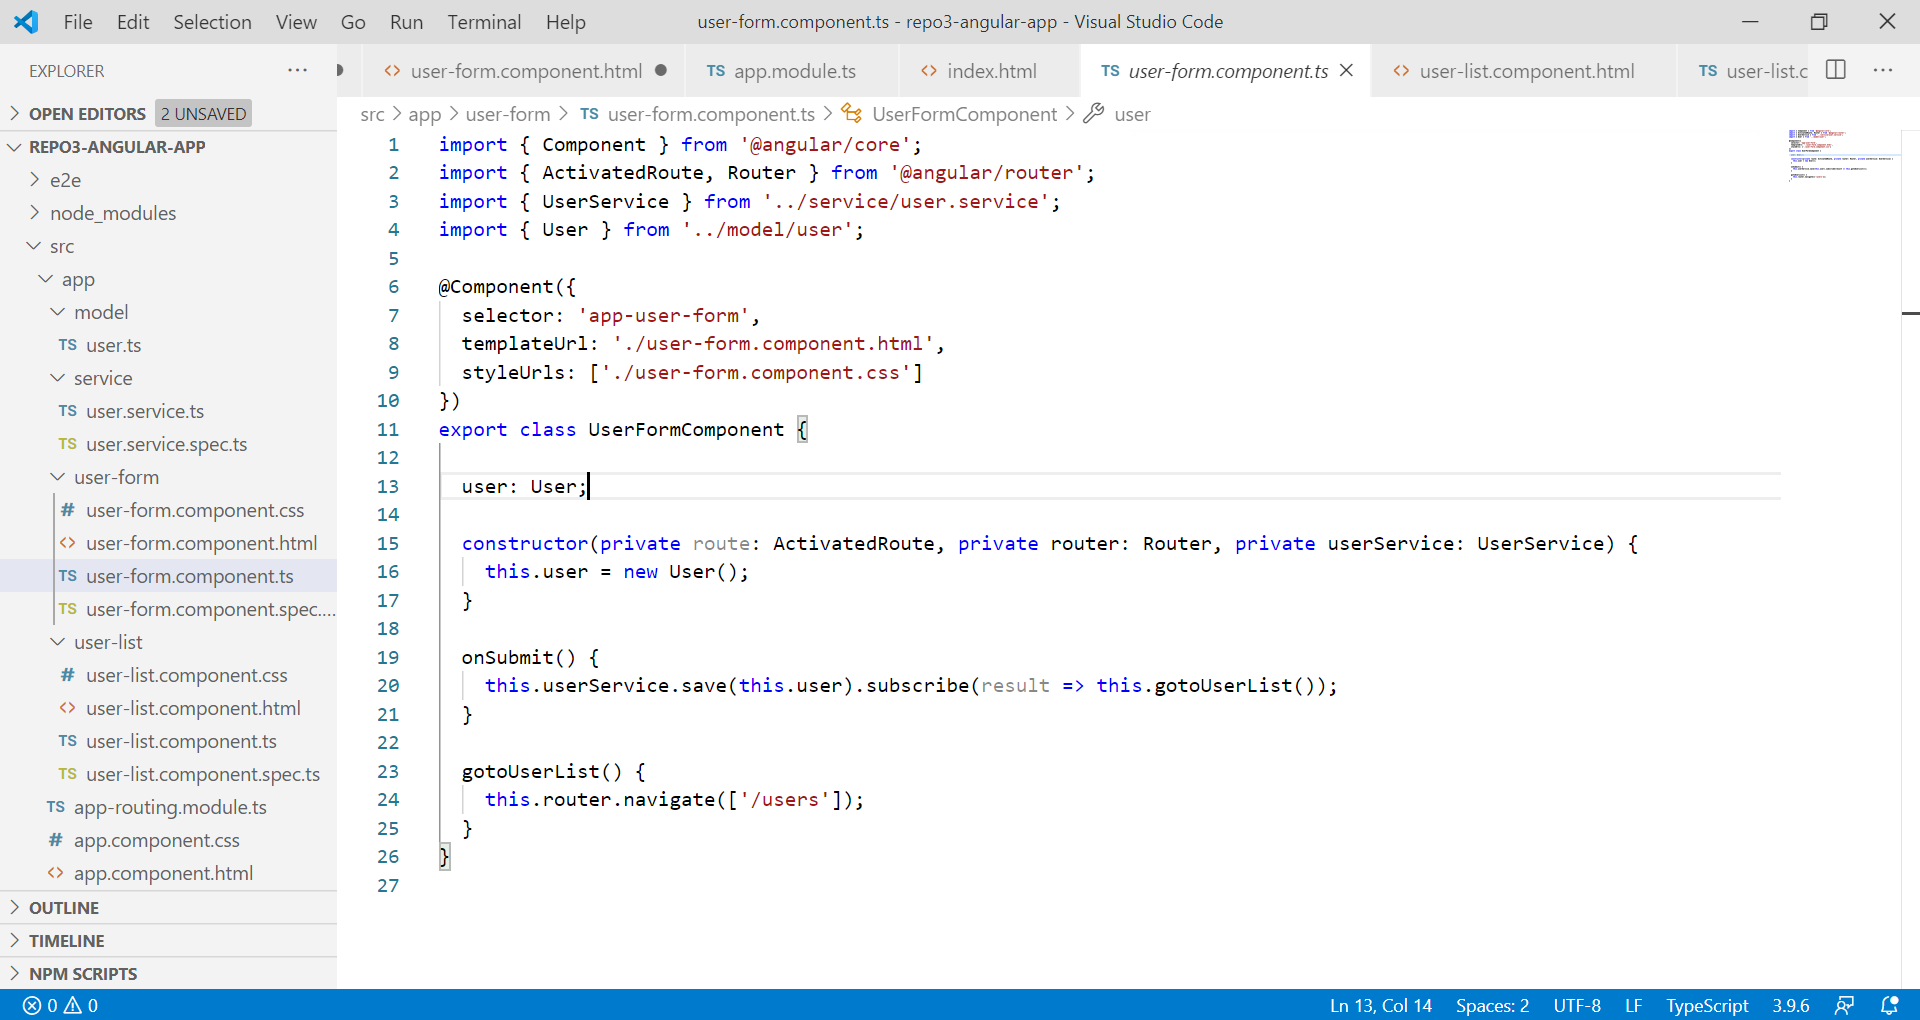 File Edit Selection View Go Run Terminal Help
user-form.component.ts - repo3-angular-app - Visual Studio Code
EXPLORER
OPEN EDITORS 2 UNSAVED
REPO3-ANGULAR-APP
e2e
node_modules
src
app
model
TS user.ts
service
TS user.service.ts
TS user.service.spec.ts
user-form
# user-form.component.css
<> user-form.component.html
TS user-form.component.ts
TS user-form.component.spec....
user-list
# user-list.component.css
<> user-list.component.html
TS user-list.component.ts
TS user-list.component.spec.ts
TS app-routing.module.ts
# app.component.css
<> app.component.html
OUTLINE
TIMELINE
NPM SCRIPTS
<> user-form.component.html TS app.module.ts <> index.html TS user-form.component.ts <> user-list.component.html TS user-list.c
src > app > user-form > TS user-form.component.ts > UserFormComponent > user
1 import { Component } from '@angular/core';
2 import { ActivatedRoute, Router } from '@angular/router';
3 import { UserService } from '../service/user.service';
4 import { User } from '../model/user';
5
6 @Component({
7 selector: 'app-user-form',
8 templateUrl: './user-form.component.html',
9 styleUrls: ['./user-form.component.css']
10 })
11 export class UserFormComponent {
12
13 user: User;
14
15 constructor(private route: ActivatedRoute, private router: Router, private userService: UserService) {
16 this.user = new User();
17 }
18
19 onSubmit() {
20 this.userService.save(this.user).subscribe(result => this.gotoUserList());
21 }
22
23 gotoUserList() {
24 this.router.navigate(['/users']);
25 }
26 }
27
0 0
Ln 13, Col 14 Spaces: 2 UTF-8 LF TypeScript 3.9.6